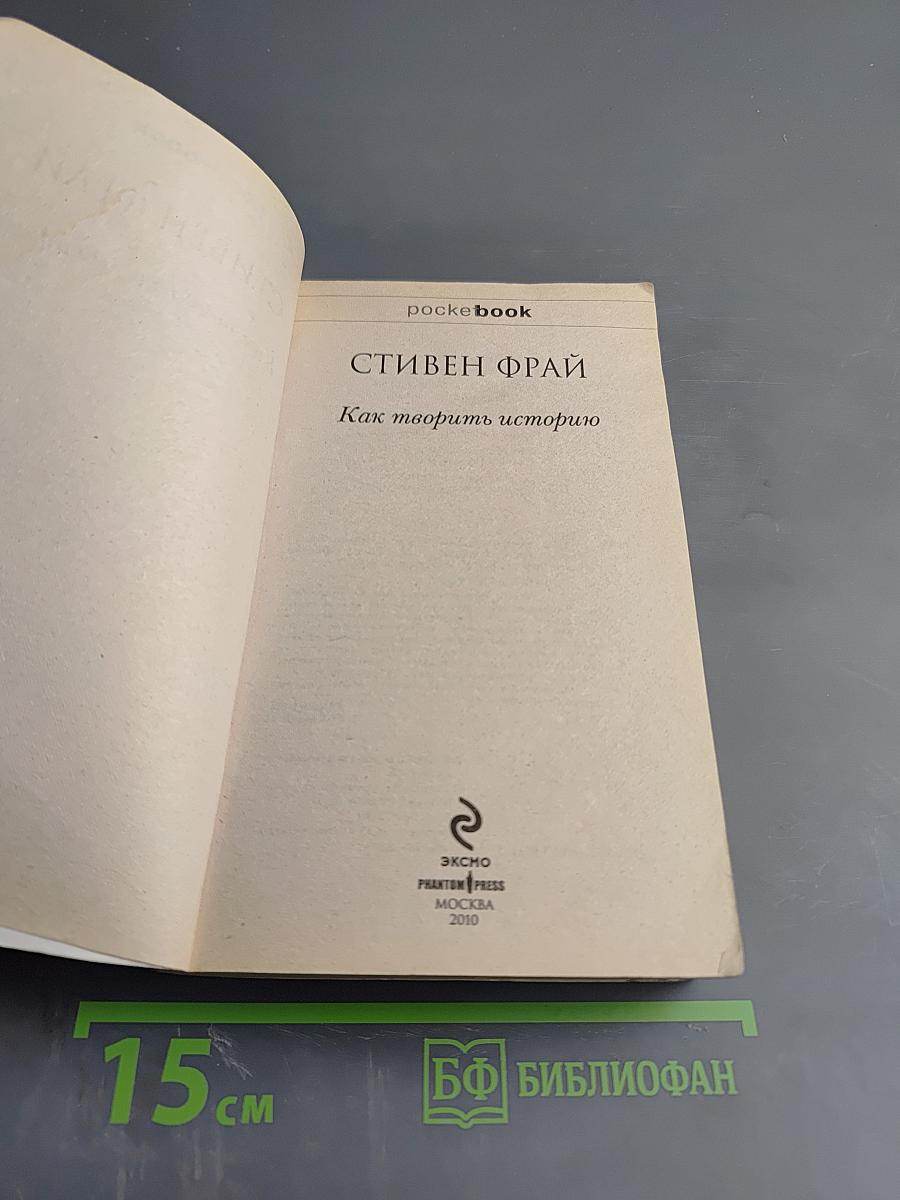 pocketbook
СТИВЕН ФРАЙ
Как творить историю
ЭКСМО
PHANTOM PRESS
МОСКВА
2010
15 см
БФ БИБЛИОФАН